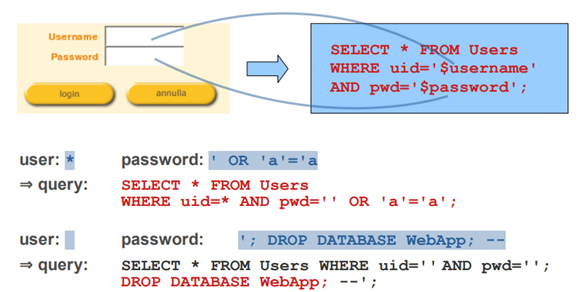 Username
Password
login annulla
SELECT * FROM Users
WHERE uid='$username'
AND pwd='$password';
user: * password: ' OR 'a'='a
⇒ query: SELECT * FROM Users
WHERE uid=* AND pwd='' OR 'a'='a';
user: password: '; DROP DATABASE WebApp; --
⇒ query: SELECT * FROM Users WHERE uid='' AND pwd='';
DROP DATABASE WebApp; --';